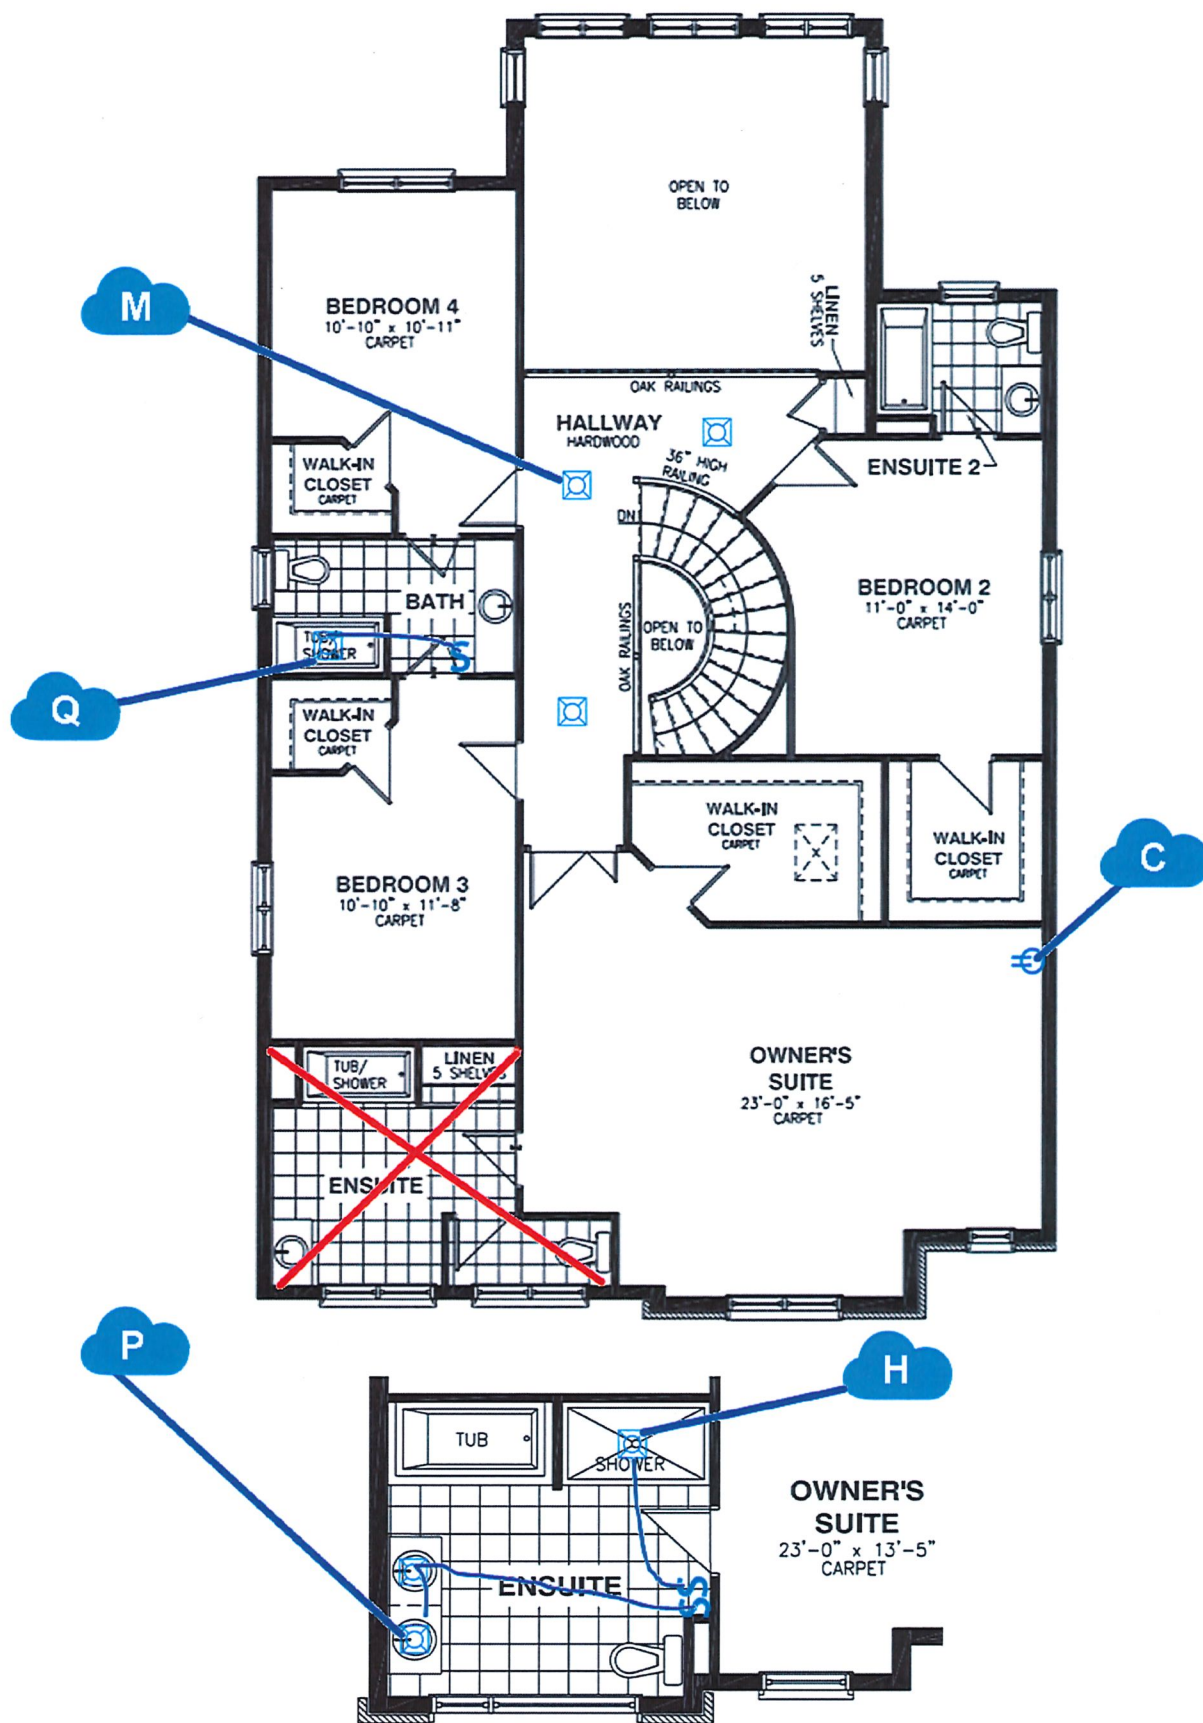 OPEN TO
BELOW
M
BEDROOM 4
10'-10" x 10'-11"
CARPET
LINEN
5 SHELVES
OAK RAILINGS
HALLWAY
HARDWOOD
36" HIGH
RAILING
WALK-IN
CLOSET
CARPET
ENSUITE 2
DN
BATH
BEDROOM 2
11'-0" x 14'-0"
CARPET
OAK RAILINGS
OPEN TO
BELOW
TUB/
SHOWER
S
Q
WALK-IN
CLOSET
CARPET
WALK-IN
CLOSET
CARPET
WALK-IN
CLOSET
CARPET
C
BEDROOM 3
10'-10" x 11'-8"
CARPET
TUB/
SHOWER
LINEN
5 SHELVES
OWNER'S
SUITE
23'-0" x 16'-5"
CARPET
ENSUITE
P
H
TUB
SHOWER
OWNER'S
SUITE
23'-0" x 13'-5"
CARPET
ENSUITE
SS